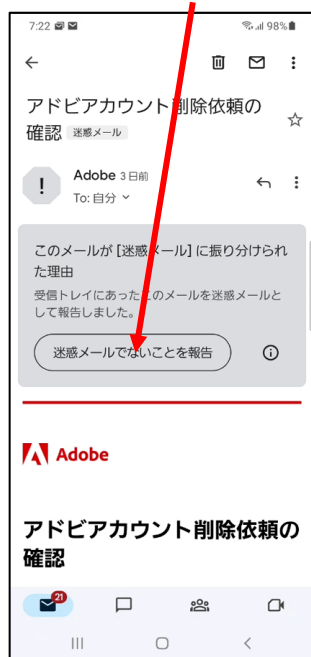 7:22
98%
アドビアカウント削除依頼の
確認 迷惑メール
! Adobe 3日前
To: 自分
このメールが [迷惑メール] に振り分けられ
た理由
受信トレイにあったこのメールを迷惑メールと
して報告しました。
迷惑メールでないことを報告
Adobe
アドビアカウント削除依頼の
確認
21